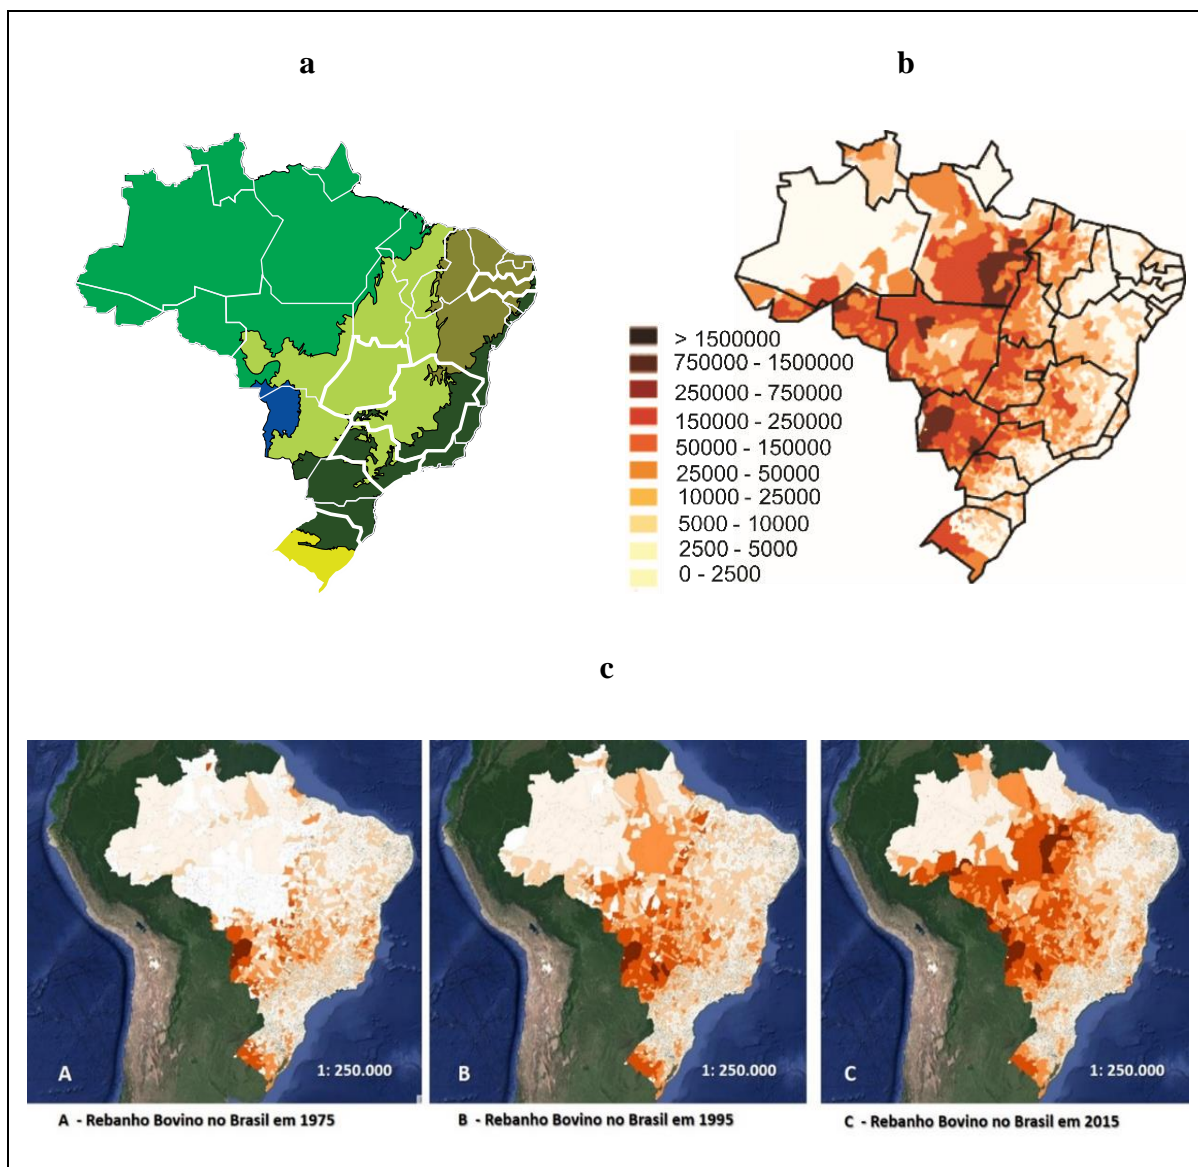 a
b
> 1500000
750000 - 1500000
250000 - 750000
150000 - 250000
50000 - 150000
25000 - 50000
10000 - 25000
5000 - 10000
2500 - 5000
0 - 2500
c
A
1: 250.000
B
1: 250.000
C
1: 250.000
A - Rebanho Bovino no Brasil em 1975
B - Rebanho Bovino no Brasil em 1995
C - Rebanho Bovino no Brasil em 2015